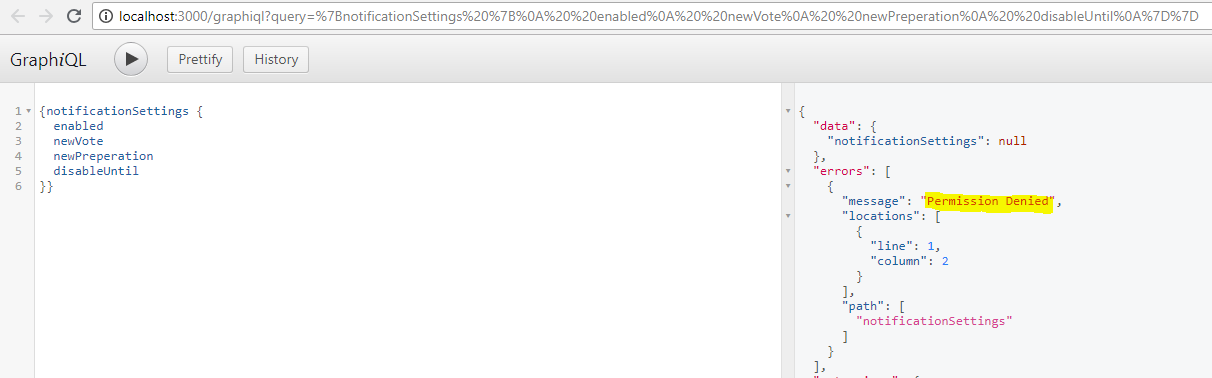 localhost:3000/graphiql?query=%7BnotificationSettings%20%7B%0A%20%20enabled%0A%20%20newVote%0A%20%20newPreperation%0A%20%20disableUntil%0A%7D%7D
GraphiQL Prettify History
1 {notificationSettings {
2 enabled
3 newVote
4 newPreperation
5 disableUntil
6 }}
{
"data": {
"notificationSettings": null
},
"errors": [
{
"message": "Permission Denied",
"locations": [
{
"line": 1,
"column": 2
}
],
"path": [
"notificationSettings"
]
}
],